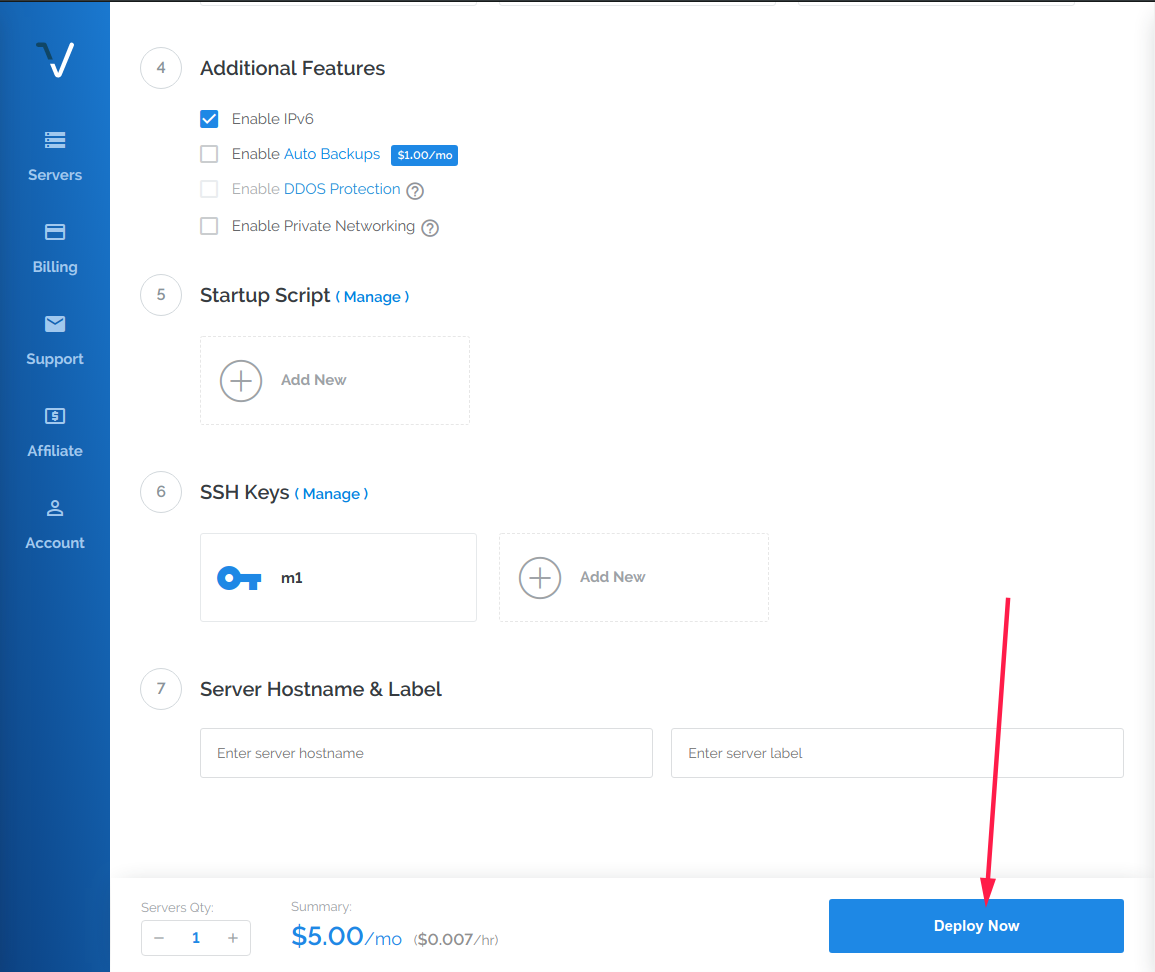 4
Additional Features
Enable IPv6
Enable Auto Backups $1.00/mo
Enable DDOS Protection ?
Enable Private Networking ?
Servers
Billing
Support
Affiliate
Account
5
Startup Script ( Manage )
Add New
6
SSH Keys ( Manage )
m1
Add New
7
Server Hostname & Label
Enter server hostname
Enter server label
Servers Qty:
− 1 +
Summary:
$5.00/mo ($0.007/hr)
Deploy Now